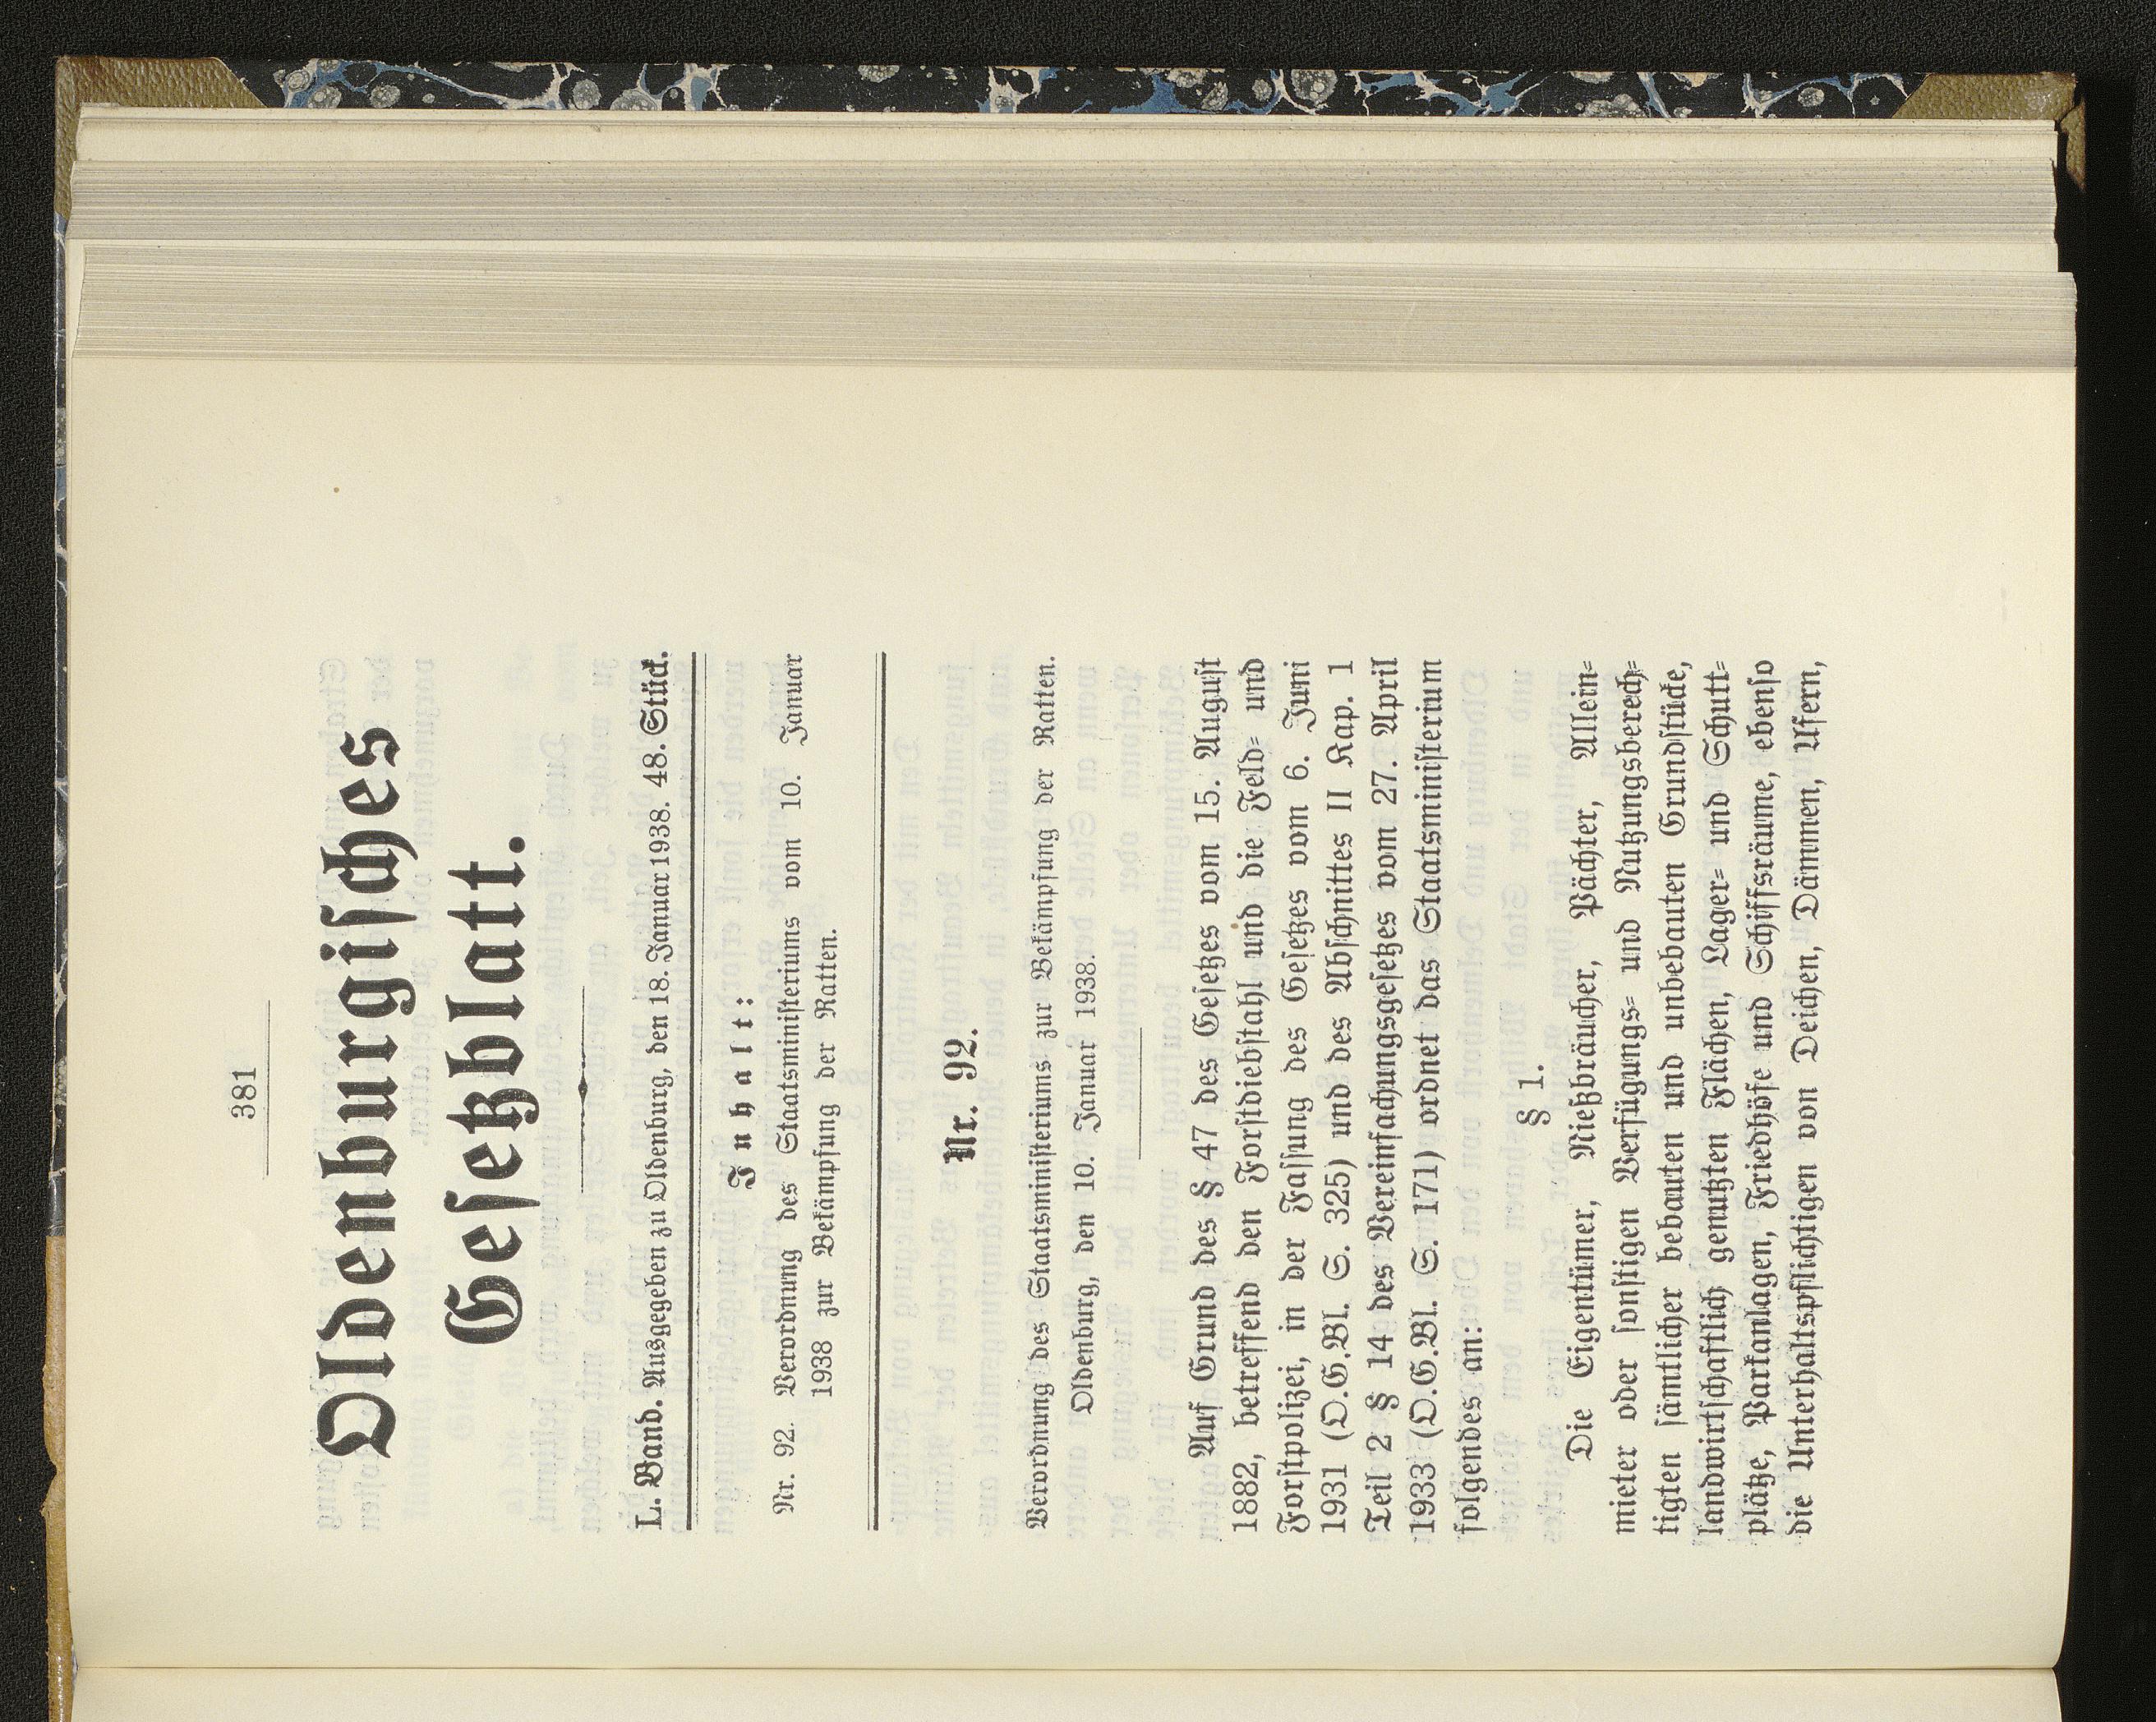 381
Oldenburgisches
Gesetzblatt.
L. Band. Ausgegeben zu Oldenburg, den 18. Januar 1938. 48. Stück.
Inhalt:
Nr. 92. Verordnung des Staatsministeriums vom 10. Januar
1938 zur Bekämpfung der Ratten.
Nr. 92.
Verordnung des Staatsministeriums zur Bekämpfung der Ratten.
Oldenburg, den 10. Januar 1938.
Auf Grund des § 47 des Gesetzes vom 15. August
1882, betreffend den Forstdiebstahl und die Feld- und
Forstpolizei, in der Fassung des Gesetzes vom 6. Juni
1931 (O.G.Bl. S. 325) und des Abschnittes II Kap. 1
Teil 2 § 14 des Vereinfachungsgesetzes vom 27. April
1933 (O.G.Bl. S. 171) ordnet das Staatsministerium
folgendes an:
§ 1.
Die Eigentümer, Nießbräucher, Pächter, Allein-
mieter oder sonstigen Verfügungs- und Nutzungsberech-
tigten sämtlicher bebauten und unbebauten Grundstücke,
landwirtschaftlich genutzten Flächen, Lager- und Schutt-
plätze, Parkanlagen, Friedhöfe und Schiffsräume, ebenso
die Unterhaltspflichtigen von Deichen, Dämmen, Ufern,